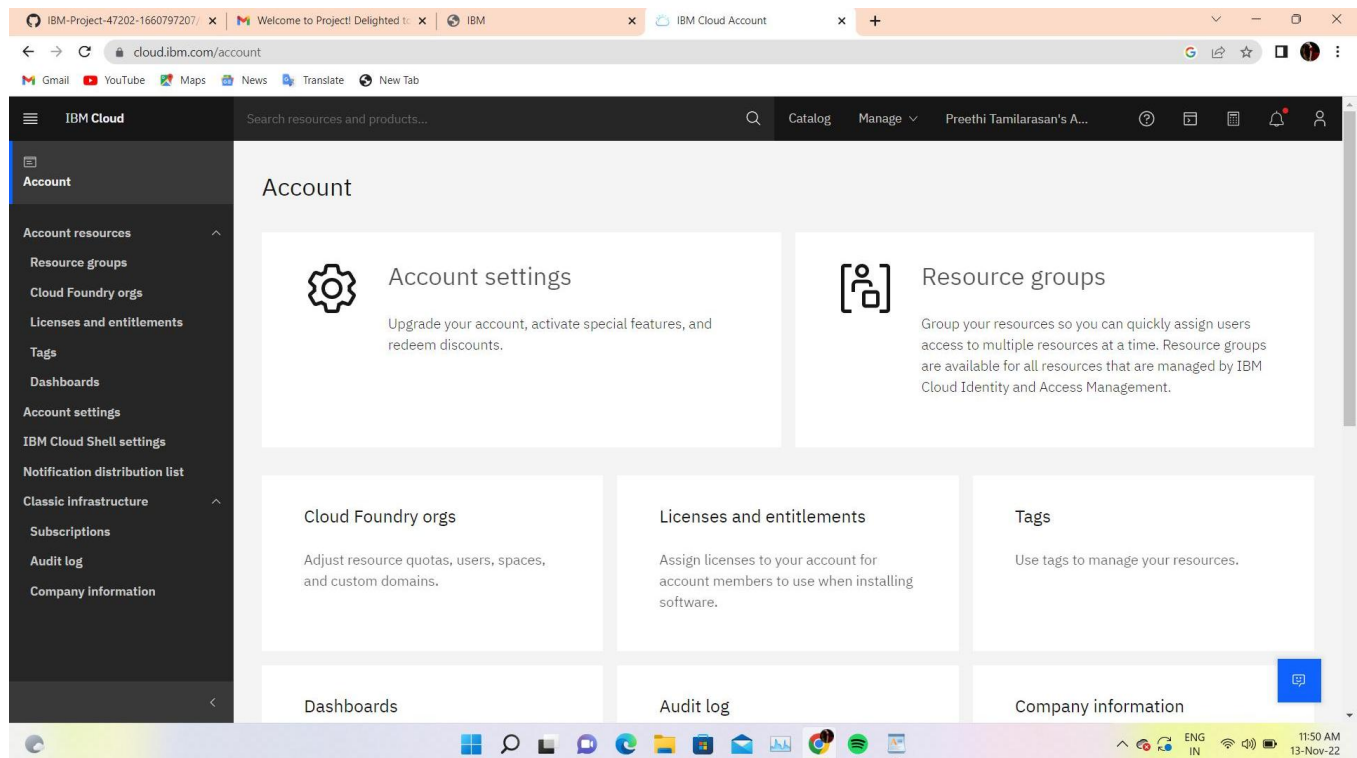 IBM-Project-47202-1660797207/
Welcome to Project! Delighted to
IBM
IBM Cloud Account
cloud.ibm.com/account
Gmail
YouTube
Maps
News
Translate
New Tab
IBM Cloud
Search resources and products...
Catalog
Manage
Preethi Tamilarasan's A...
Account
Account resources
Resource groups
Cloud Foundry orgs
Licenses and entitlements
Tags
Dashboards
Account settings
IBM Cloud Shell settings
Notification distribution list
Classic infrastructure
Subscriptions
Audit log
Company information
Account
Account settings
Upgrade your account, activate special features, and
redeem discounts.
Resource groups
Group your resources so you can quickly assign users
access to multiple resources at a time. Resource groups
are available for all resources that are managed by IBM
Cloud Identity and Access Management.
Cloud Foundry orgs
Adjust resource quotas, users, spaces,
and custom domains.
Licenses and entitlements
Assign licenses to your account for
account members to use when installing
software.
Tags
Use tags to manage your resources.
Dashboards
Audit log
Company information
ENG
IN
11:50 AM
13-Nov-22